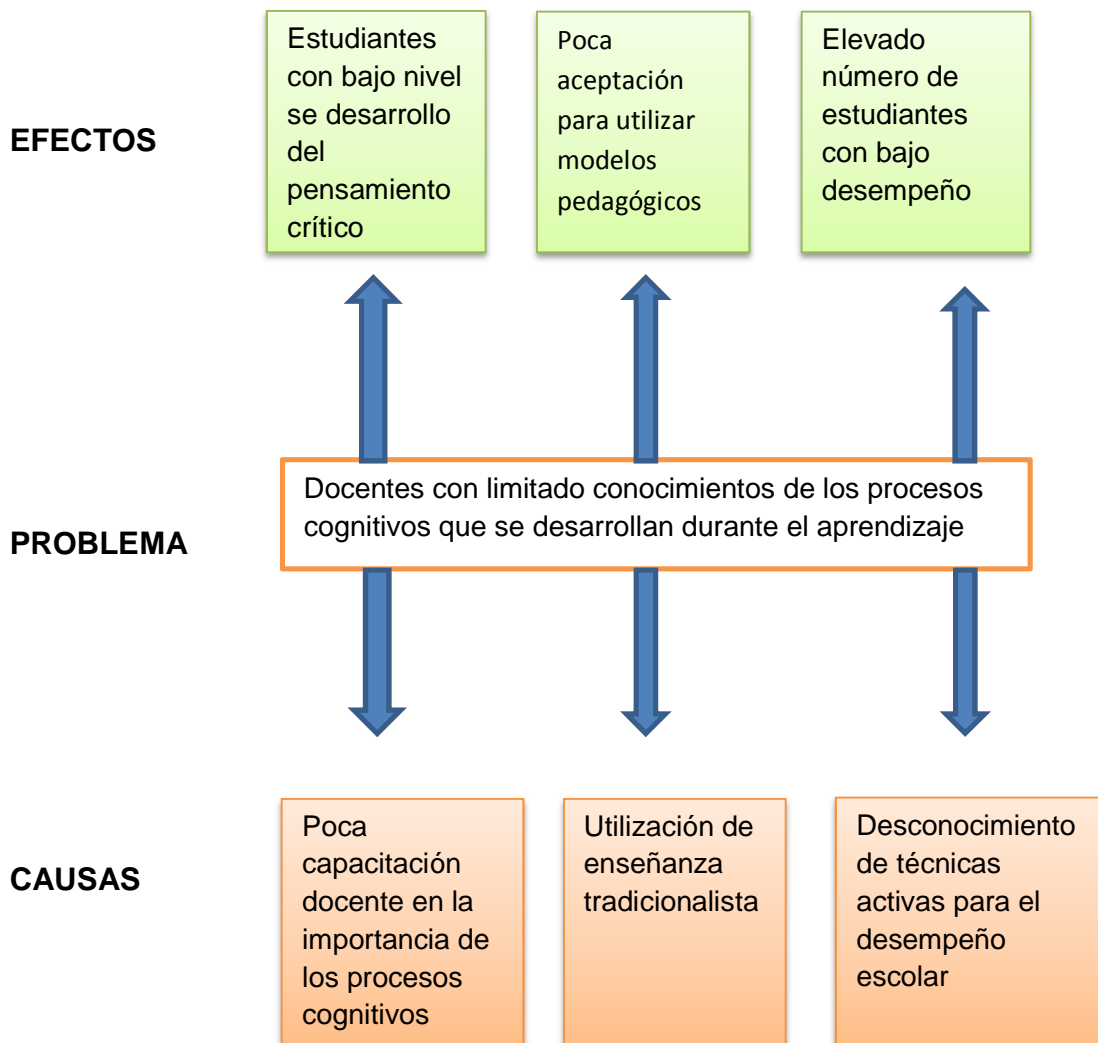 EFECTOS
Estudiantes
con bajo nivel
se desarrollo
del
pensamiento
crítico
Poca
aceptación
para utilizar
modelos
pedagógicos
Elevado
número de
estudiantes
con bajo
desempeño
PROBLEMA
Docentes con limitado conocimientos de los procesos
cognitivos que se desarrollan durante el aprendizaje
CAUSAS
Poca
capacitación
docente en la
importancia de
los procesos
cognitivos
Utilización de
enseñanza
tradicionalista
Desconocimiento
de técnicas
activas para el
desempeño
escolar